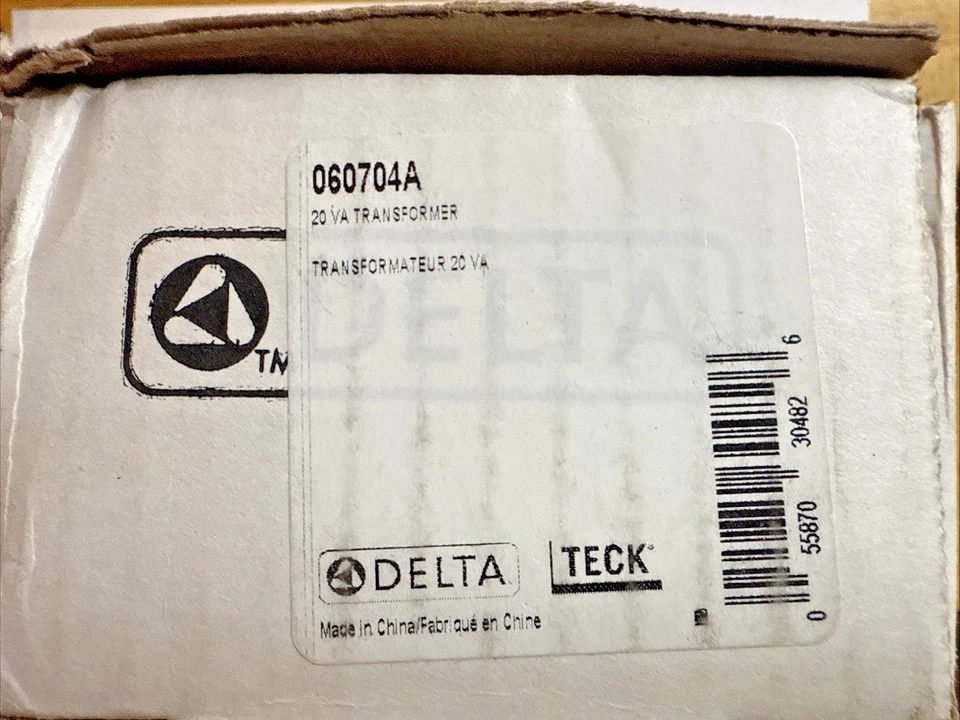 060704A
20 VA TRANSFORMER
TRANSFORMATEUR 20 VA
TM
DELTA
DELTA
TECK®
Made in China/Fabriqué en Chine
0 55870 30482 6